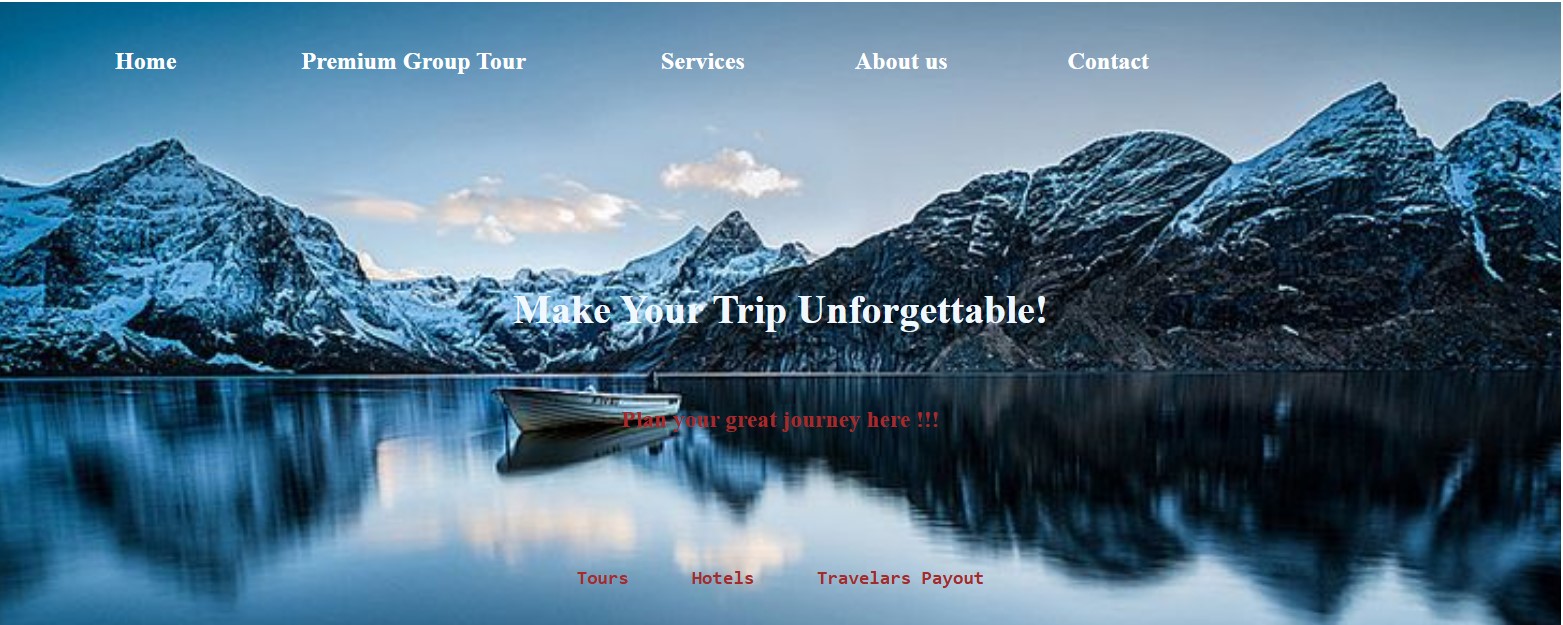 Home Premium Group Tour Services About us Contact
Make Your Trip Unforgettable!
Plan your great journey here !!!
Tours Hotels Travelars Payout